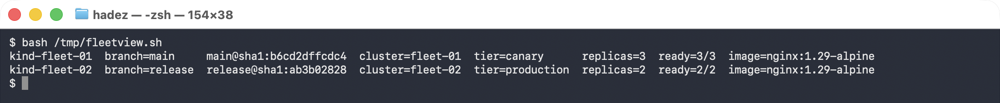 hadez — -zsh — 154×38
$ bash /tmp/fleetview.sh
kind-fleet-01  branch=main     main@sha1:b6cd2dffcdc4  cluster=fleet-01  tier=canary      replicas=3  ready=3/3  image=nginx:1.29-alpine
kind-fleet-02  branch=release  release@sha1:ab3b02828  cluster=fleet-02  tier=production  replicas=2  ready=2/2  image=nginx:1.29-alpine
$